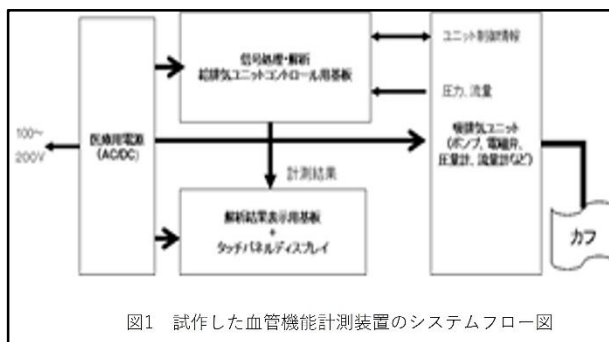 信号処理・解析
給排気ユニットコントロール用基板
ユニット制御情報
圧力、流量
100～
200V
医療用電源
(AC/DC)
計測結果
吸排気ユニット
(ポンプ、電磁弁、
圧量計、流量計など)
解析結果表示用基板
+
タッチパネルディスプレイ
カフ
図1 試作した血管機能計測装置のシステムフロー図